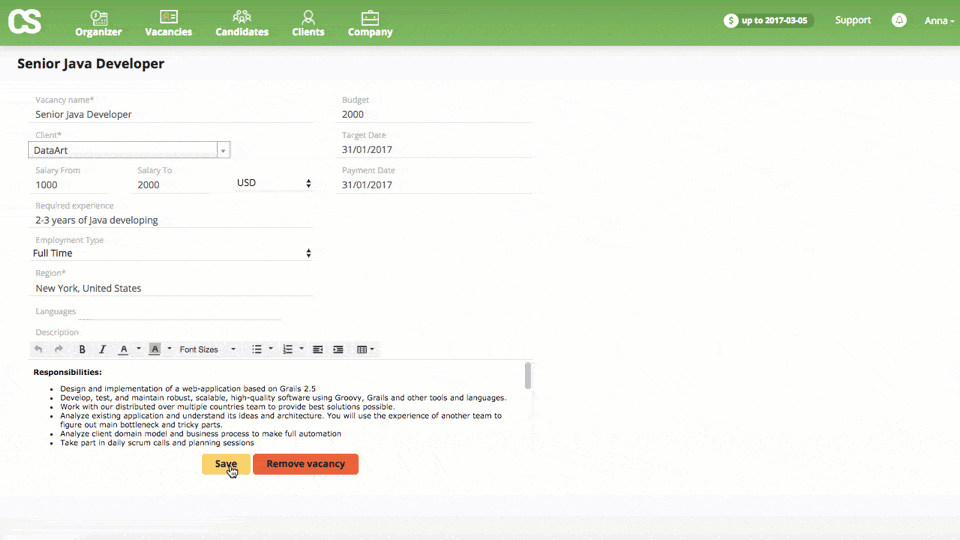 CS
Organizer
Vacancies
Candidates
Clients
Company
$ up to 2017-03-05
Support
Anna
Senior Java Developer
Vacancy name*
Senior Java Developer
Budget
2000
Client*
DataArt
Target Date
31/01/2017
Salary From
1000
Salary To
2000
USD
Payment Date
31/01/2017
Required experience
2-3 years of Java developing
Employment Type
Full Time
Region*
New York, United States
Languages
Description
B I A A Font Sizes
Responsibilities:
• Design and implementation of a web-application based on Grails 2.5
• Develop, test, and maintain robust, scalable, high-quality software using Groovy, Grails and other tools and languages.
• Work with our distributed over multiple countries team to provide best solutions possible.
• Analyze existing application and understand its ideas and architecture. You will use the experience of another team to
figure out main bottleneck and tricky parts.
• Analyze client domain model and business process to make full automation
• Take part in daily scrum calls and planning sessions
Save
Remove vacancy